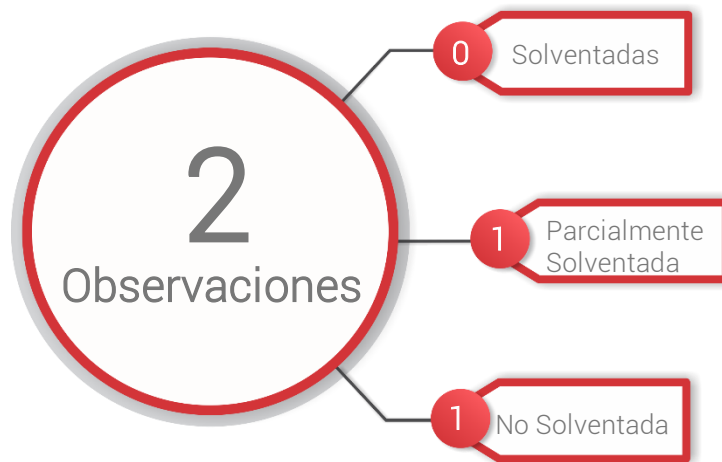 2
Observaciones
0
Solventadas
1
Parcialmente
Solventada
1
No Solventada